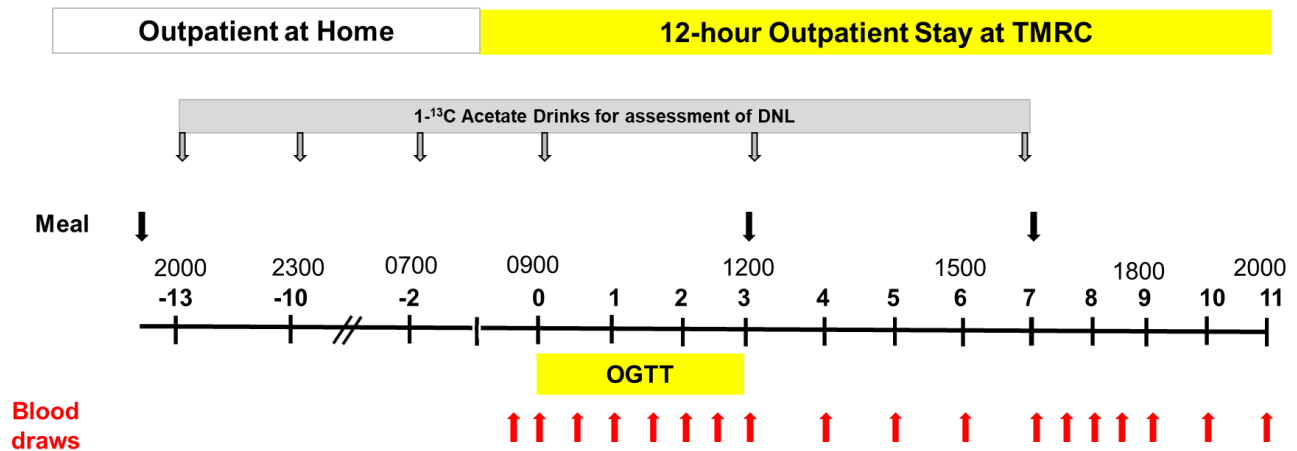 Outpatient at Home
12-hour Outpatient Stay at TMRC
1-¹³C Acetate Drinks for assessment of DNL
Meal
2000 2300 0700 0900 1200 1500 1800 2000
-13 -10 -2 0 1 2 3 4 5 6 7 8 9 10 11
OGTT
Blood
draws